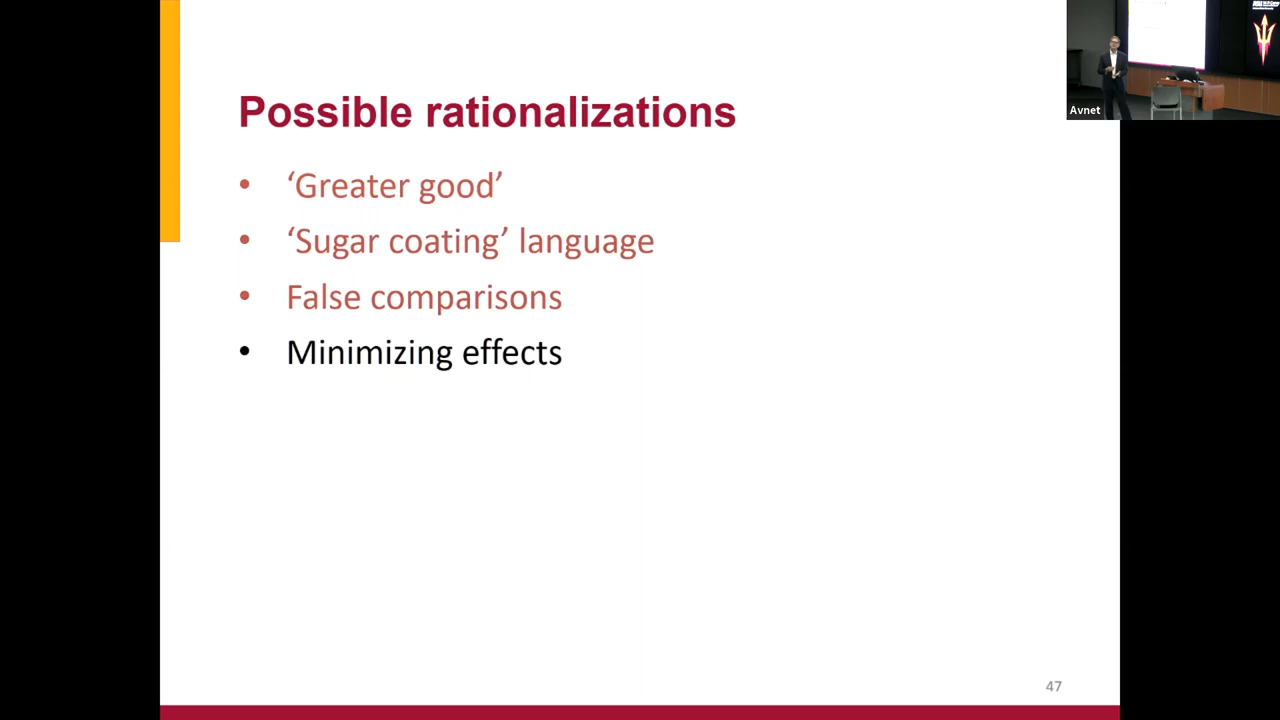 Possible rationalizations
• ‘Greater good’
• ‘Sugar coating’ language
• False comparisons
• Minimizing effects
47
Avnet